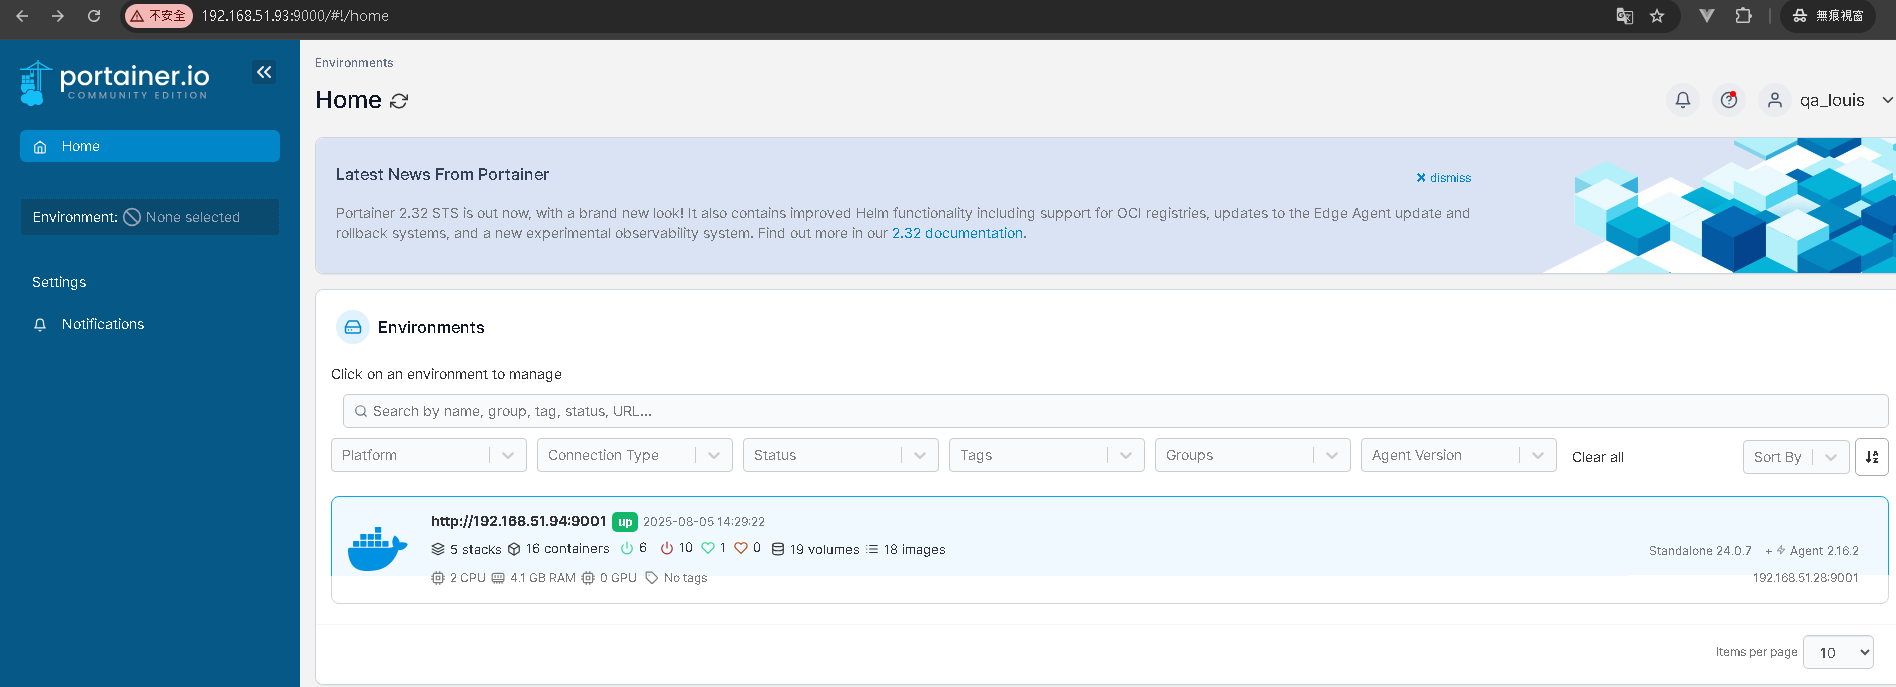 不安全 192.168.51.93:9000/#!/home 無痕視窗
portainer.io
COMMUNITY EDITION
Home
Environment: None selected
Settings
Notifications
Environments
Home
qa_louis
Latest News From Portainer
dismiss
Portainer 2.32 STS is out now, with a brand new look! It also contains improved Helm functionality including support for OCI registries, updates to the Edge Agent update and
rollback systems, and a new experimental observability system. Find out more in our 2.32 documentation.
Environments
Click on an environment to manage
Search by name, group, tag, status, URL...
Platform Connection Type Status Tags Groups Agent Version Clear all Sort By
http://192.168.51.94:9001 up 2025-08-05 14:29:22
5 stacks 16 containers 6 10 1 0 19 volumes 18 images
Standalone 24.0.7 + Agent 2.16.2
2 CPU 4.1 GB RAM 0 GPU No tags
192.168.51.28:9001
Items per page 10